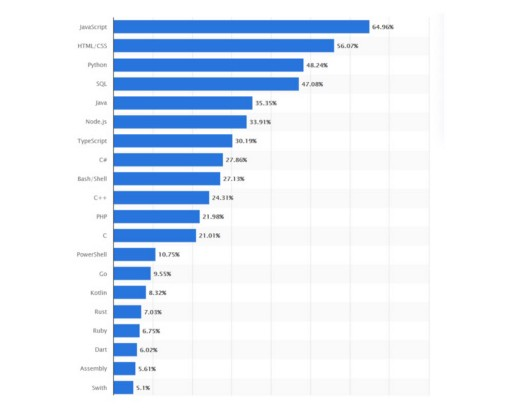 JavaScript 64.96%
HTML/CSS 56.07%
Python 48.24%
SQL 47.08%
Java 35.35%
Node.js 33.91%
TypeScript 30.19%
C# 27.86%
Bash/Shell 27.13%
C++ 24.31%
PHP 21.98%
C 21.01%
PowerShell 10.75%
Go 9.55%
Kotlin 8.32%
Rust 7.03%
Ruby 6.75%
Dart 6.02%
Assembly 5.61%
Swith 5.1%